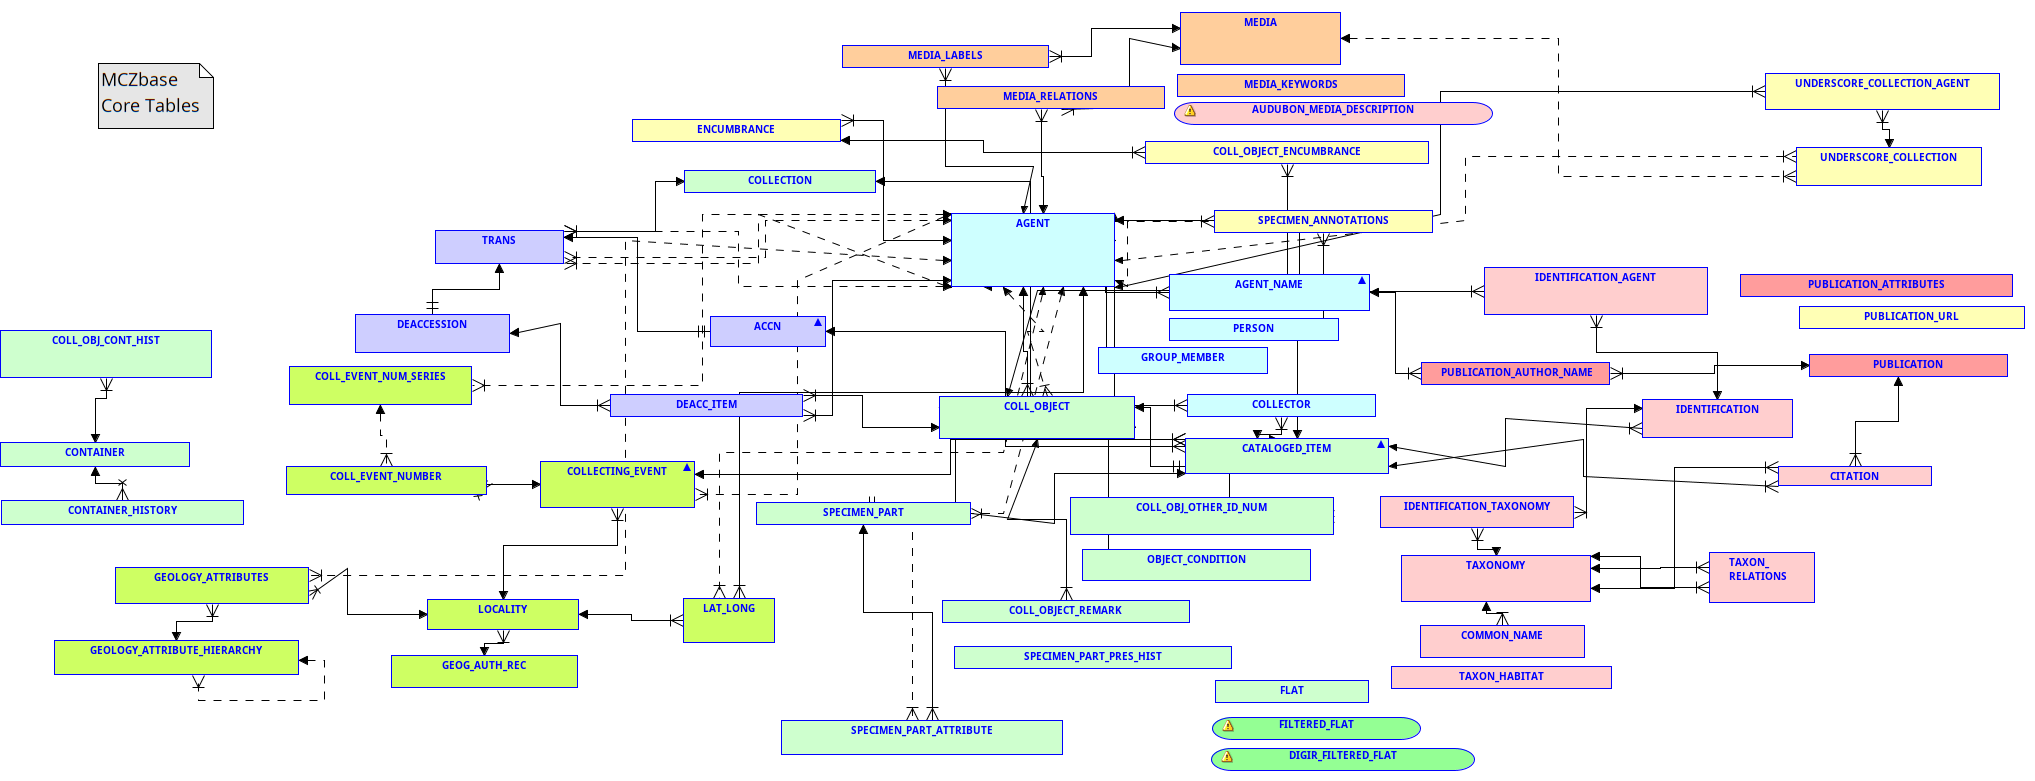 MCZbase
Core Tables
MEDIA
MEDIA_LABELS
MEDIA_KEYWORDS
MEDIA_RELATIONS
AUDUBON_MEDIA_DESCRIPTION
UNDERSCORE_COLLECTION_AGENT
ENCUMBRANCE
COLL_OBJECT_ENCUMBRANCE
UNDERSCORE_COLLECTION
COLLECTION
AGENT
SPECIMEN_ANNOTATIONS
TRANS
AGENT_NAME
IDENTIFICATION_AGENT
PUBLICATION_ATTRIBUTES
PUBLICATION_URL
DEACCESSION
ACCN
PERSON
COLL_OBJ_CONT_HIST
GROUP_MEMBER
PUBLICATION
COLL_EVENT_NUM_SERIES
PUBLICATION_AUTHOR_NAME
DEACC_ITEM
COLL_OBJECT
COLLECTOR
IDENTIFICATION
CONTAINER
CATALOGED_ITEM
COLL_EVENT_NUMBER
COLLECTING_EVENT
CITATION
CONTAINER_HISTORY
SPECIMEN_PART
COLL_OBJ_OTHER_ID_NUM
IDENTIFICATION_TAXONOMY
OBJECT_CONDITION
TAXONOMY
TAXON_
RELATIONS
GEOLOGY_ATTRIBUTES
LOCALITY
LAT_LONG
COLL_OBJECT_REMARK
COMMON_NAME
GEOLOGY_ATTRIBUTE_HIERARCHY
GEOG_AUTH_REC
SPECIMEN_PART_PRES_HIST
TAXON_HABITAT
FLAT
SPECIMEN_PART_ATTRIBUTE
FILTERED_FLAT
DIGIR_FILTERED_FLAT